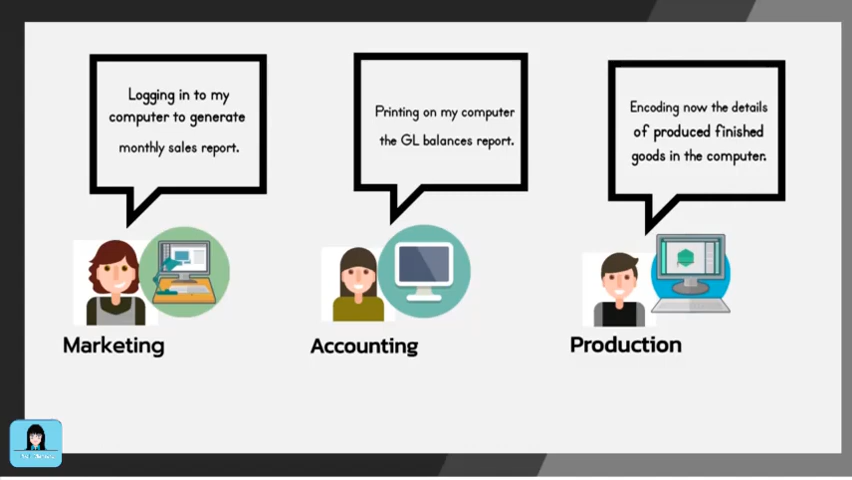 Logging in to my
computer to generate
monthly sales report.
Printing on my computer
the GL balances report.
Encoding now the details
of produced finished
goods in the computer.
Marketing
Accounting
Production